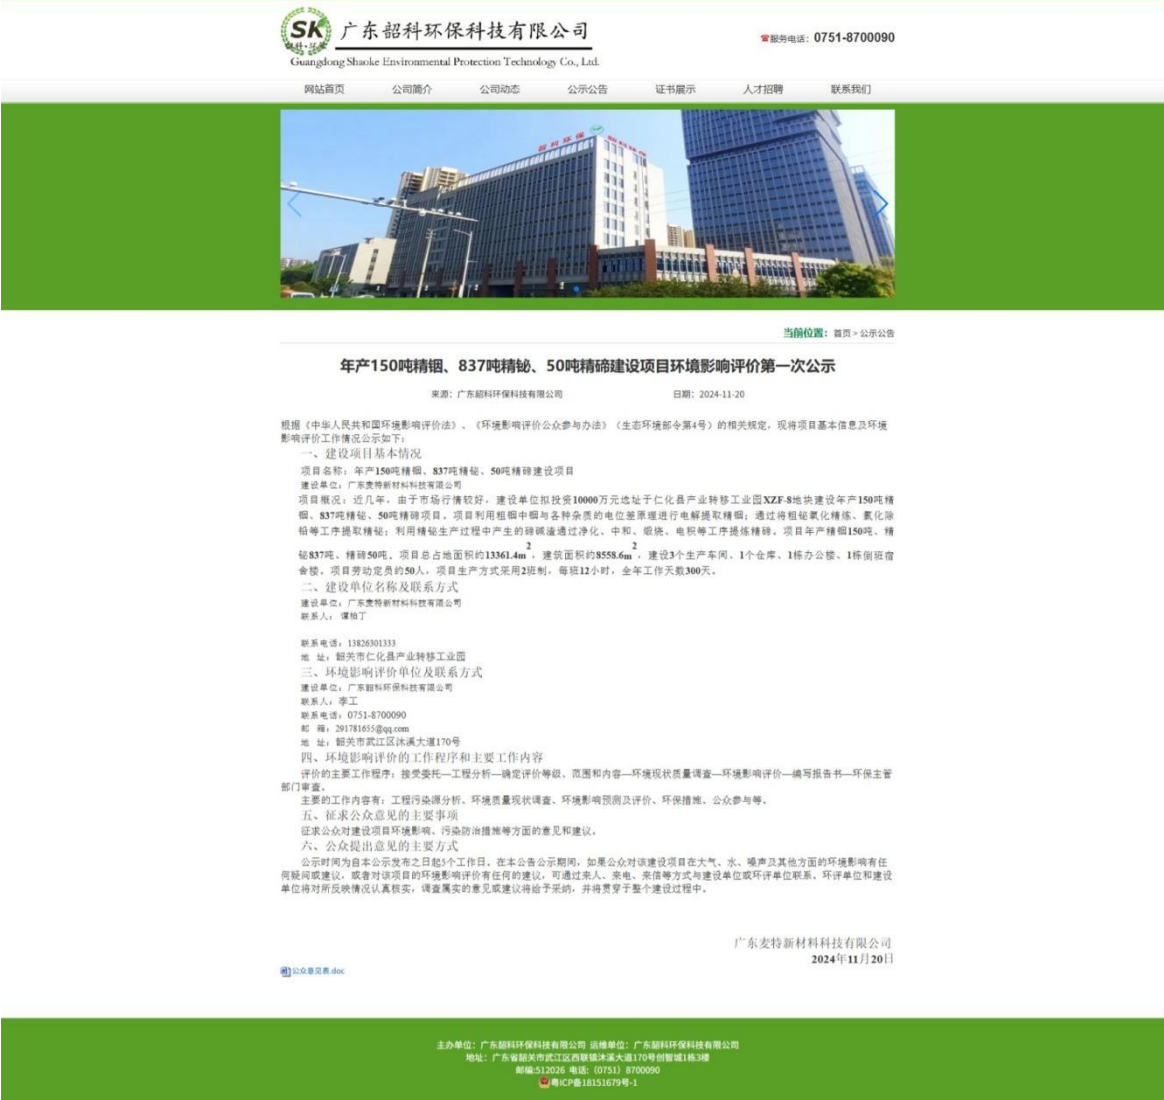 SK
韶科·环保
广东韶科环保科技有限公司
Guangdong Shaoke Environmental Protection Technology Co., Ltd.
服务电话：0751-8700090
网站首页 公司简介 公司动态 公示公告 证书展示 人才招聘 联系我们
韶科环保 韶科环保
当前位置：首页 > 公示公告
年产150吨精铟、837吨精铋、50吨精碲建设项目环境影响评价第一次公示
来源：广东韶科环保科技有限公司 日期：2024-11-20
根据《中华人民共和国环境影响评价法》、《环境影响评价公众参与办法》（生态环境部令第4号）的相关规定，现将项目基本信息及环境
影响评价工作情况公示如下：
一、建设项目基本情况
项目名称：年产150吨精铟、837吨精铋、50吨精碲建设项目
建设单位：广东麦特新材料科技有限公司
项目概况：近几年，由于市场行情较好，建设单位拟投资10000万元选址于仁化县产业转移工业园XZF-8地块建设年产150吨精
铟、837吨精铋、50吨精碲项目。项目利用粗铟中铟与各种杂质的电位差原理进行电解提取精铟；通过将粗铋氧化精炼、氯化除
铅等工序提取精铋；利用精铋生产过程中产生的碲碱渣通过净化、中和、煅烧、电积等工序提炼精碲。项目年产精铟150吨、精
铋837吨、精碲50吨。项目总占地面积约13361.4m2，建筑面积约8558.6m2，建设3个生产车间、1个仓库、1栋办公楼、1栋倒班宿
舍楼。项目劳动定员约50人，项目生产方式采用2班制，每班12小时，全年工作天数300天。
二、建设单位名称及联系方式
建设单位：广东麦特新材料科技有限公司
联系人： 谭柏丁
联系电话：13826301333
地 址：韶关市仁化县产业转移工业园
三、环境影响评价单位及联系方式
建设单位：广东韶科环保科技有限公司
联系人：李工
联系电话：0751-8700090
邮 箱：291781655@qq.com
地 址：韶关市武江区沐溪大道170号
四、环境影响评价的工作程序和主要工作内容
评价的主要工作程序：接受委托—工程分析—确定评价等级、范围和内容—环境现状质量调查—环境影响评价—编写报告书—环保主管
部门审查。
主要的工作内容有：工程污染源分析、环境质量现状调查、环境影响预测及评价、环保措施、公众参与等。
五、征求公众意见的主要事项
征求公众对建设项目环境影响、污染防治措施等方面的意见和建议。
六、公众提出意见的主要方式
公示时间为自本公示发布之日起5个工作日。在本公告公示期间，如果公众对该建设项目在大气、水、噪声及其他方面的环境影响有任
何疑问或建议，或者对该项目的环境影响评价有任何的建议，可通过来人、来电、来信等方式与建设单位或环评单位联系。环评单位和建设
单位将对所反映情况认真核实，调查属实的意见或建议将给予采纳，并将贯穿于整个建设过程中。
广东麦特新材料科技有限公司
2024年11月20日
公众意见表.doc
主办单位：广东韶科环保科技有限公司 运维单位：广东韶科环保科技有限公司
地址：广东省韶关市武江区西联镇沐溪大道170号创智城1栋3楼
邮编:512026 电话:（0751）8700090
粤ICP备18151679号-1